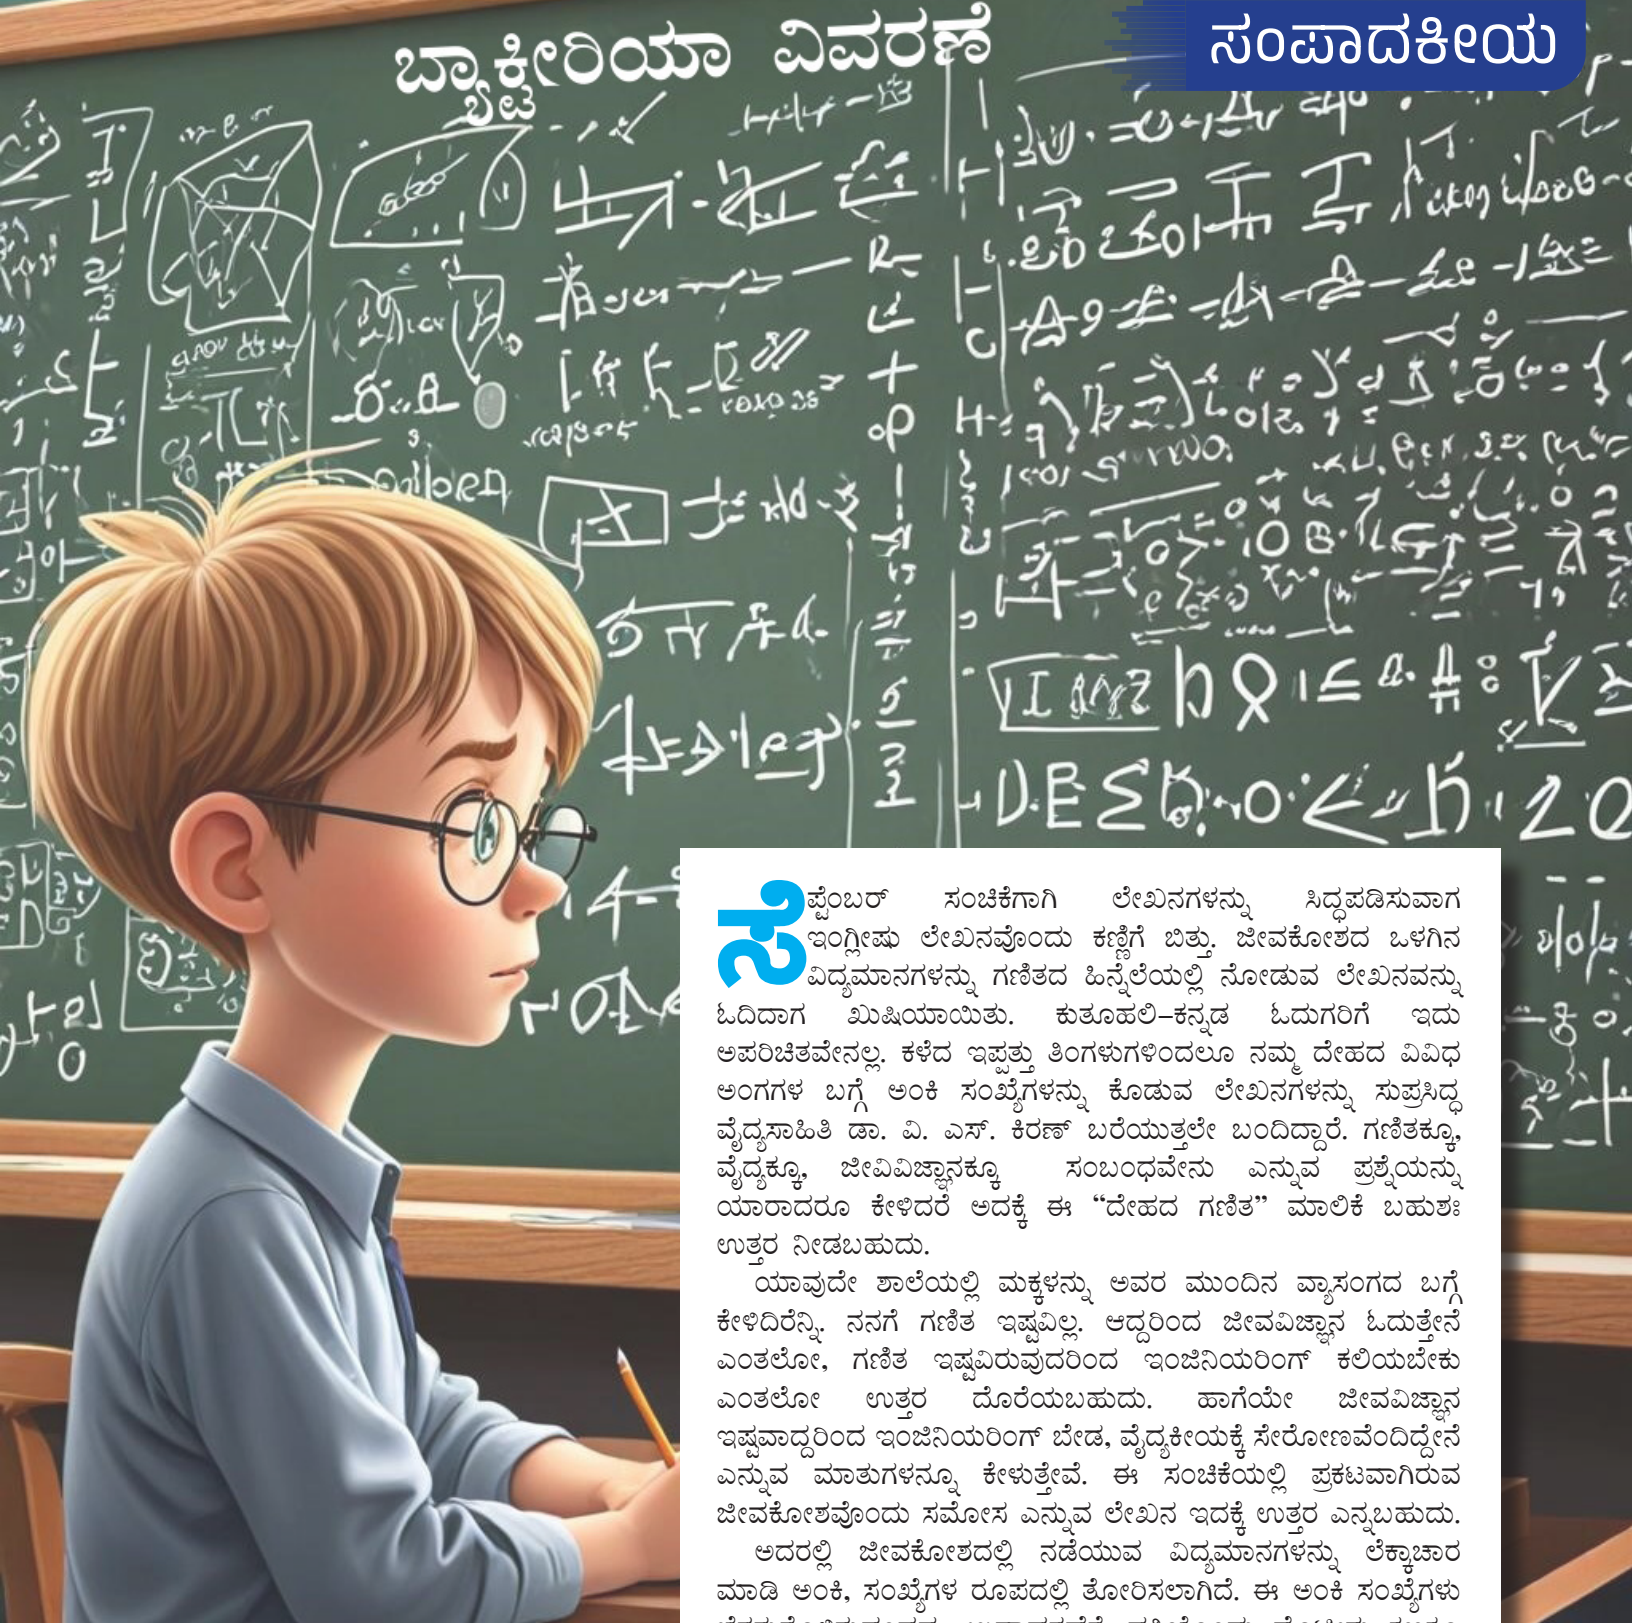 ಸಂಪಾದಕೀಯ
ಬ್ಯಾಕ್ಟೀರಿಯಾ ವಿವರಣೆ
ಸೆಪ್ಟೆಂಬರ್ ಸಂಚಿಕೆಗಾಗಿ ಲೇಖನಗಳನ್ನು ಸಿದ್ಧಪಡಿಸುವಾಗ
ಇಂಗ್ಲೀಷು ಲೇಖನವೊಂದು ಕಣ್ಣಿಗೆ ಬಿತ್ತು. ಜೀವಕೋಶದ ಒಳಗಿನ
ವಿದ್ಯಮಾನಗಳನ್ನು ಗಣಿತದ ಹಿನ್ನೆಲೆಯಲ್ಲಿ ನೋಡುವ ಲೇಖನವನ್ನು
ಓದಿದಾಗ ಖುಷಿಯಾಯಿತು. ಕುತೂಹಲಿ–ಕನ್ನಡ ಓದುಗರಿಗೆ ಇದು
ಅಪರಿಚಿತವೇನಲ್ಲ. ಕಳೆದ ಇಪ್ಪತ್ತು ತಿಂಗಳುಗಳಿಂದಲೂ ನಮ್ಮ ದೇಹದ ವಿವಿಧ
ಅಂಗಗಳ ಬಗ್ಗೆ ಅಂಕಿ ಸಂಖ್ಯೆಗಳನ್ನು ಕೊಡುವ ಲೇಖನಗಳನ್ನು ಸುಪ್ರಸಿದ್ಧ
ವೈದ್ಯಸಾಹಿತಿ ಡಾ. ವಿ. ಎಸ್. ಕಿರಣ್ ಬರೆಯುತ್ತಲೇ ಬಂದಿದ್ದಾರೆ. ಗಣಿತಕ್ಕೂ,
ವೈದ್ಯಕ್ಕೂ, ಜೀವಿವಿಜ್ಞಾನಕ್ಕೂ ಸಂಬಂಧವೇನು ಎನ್ನುವ ಪ್ರಶ್ನೆಯನ್ನು
ಯಾರಾದರೂ ಕೇಳಿದರೆ ಅದಕ್ಕೆ ಈ “ದೇಹದ ಗಣಿತ” ಮಾಲಿಕೆ ಬಹುಶಃ
ಉತ್ತರ ನೀಡಬಹುದು.
ಯಾವುದೇ ಶಾಲೆಯಲ್ಲಿ ಮಕ್ಕಳನ್ನು ಅವರ ಮುಂದಿನ ವ್ಯಾಸಂಗದ ಬಗ್ಗೆ
ಕೇಳಿದಿರೆನ್ನಿ. ನನಗೆ ಗಣಿತ ಇಷ್ಟವಿಲ್ಲ. ಆದ್ದರಿಂದ ಜೀವವಿಜ್ಞಾನ ಓದುತ್ತೇನೆ
ಎಂತಲೋ, ಗಣಿತ ಇಷ್ಟವಿರುವುದರಿಂದ ಇಂಜಿನಿಯರಿಂಗ್ ಕಲಿಯಬೇಕು
ಎಂತಲೋ ಉತ್ತರ ದೊರೆಯಬಹುದು. ಹಾಗೆಯೇ ಜೀವವಿಜ್ಞಾನ
ಇಷ್ಟವಾದ್ದರಿಂದ ಇಂಜಿನಿಯರಿಂಗ್ ಬೇಡ, ವೈದ್ಯಕೀಯಕ್ಕೆ ಸೇರೋಣವೆಂದಿದ್ದೇನೆ
ಎನ್ನುವ ಮಾತುಗಳನ್ನೂ ಕೇಳುತ್ತೇವೆ. ಈ ಸಂಚಿಕೆಯಲ್ಲಿ ಪ್ರಕಟವಾಗಿರುವ
ಜೀವಕೋಶವೊಂದು ಸಮೋಸ ಎನ್ನುವ ಲೇಖನ ಇದಕ್ಕೆ ಉತ್ತರ ಎನ್ನಬಹುದು.
ಅದರಲ್ಲಿ ಜೀವಕೋಶದಲ್ಲಿ ನಡೆಯುವ ವಿದ್ಯಮಾನಗಳನ್ನು ಲೆಕ್ಕಾಚಾರ
ಮಾಡಿ ಅಂಕಿ, ಸಂಖ್ಯೆಗಳ ರೂಪದಲ್ಲಿ ತೋರಿಸಲಾಗಿದೆ. ಈ ಅಂಕಿ ಸಂಖ್ಯೆಗಳು